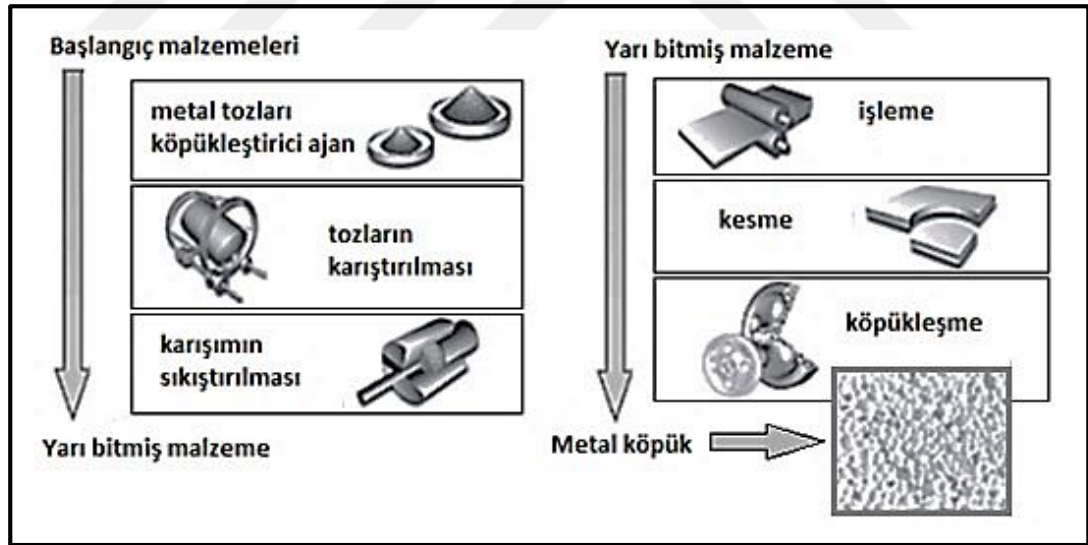 Başlangıç malzemeleri
metal tozları
köpükleştirici ajan
tozların
karıştırılması
karışımın
sıkıştırılması
Yarı bitmiş malzeme
Yarı bitmiş malzeme
işleme
kesme
köpükleşme
Metal köpük